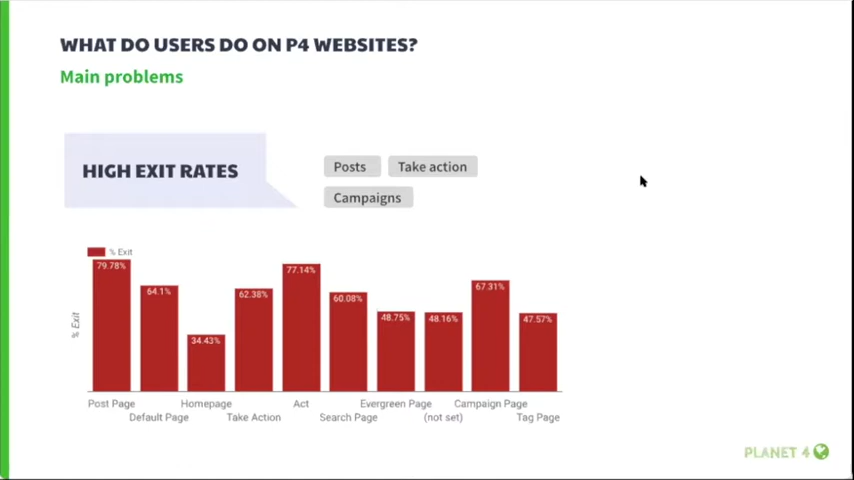 WHAT DO USERS DO ON P4 WEBSITES?
Main problems
HIGH EXIT RATES
Posts
Take action
Campaigns
% Exit
% Exit
79.78%
64.1%
34.43%
62.38%
77.14%
60.08%
48.75%
48.16%
67.31%
47.57%
Post Page
Default Page
Homepage
Take Action
Act
Search Page
Evergreen Page
(not set)
Campaign Page
Tag Page
PLANET 4